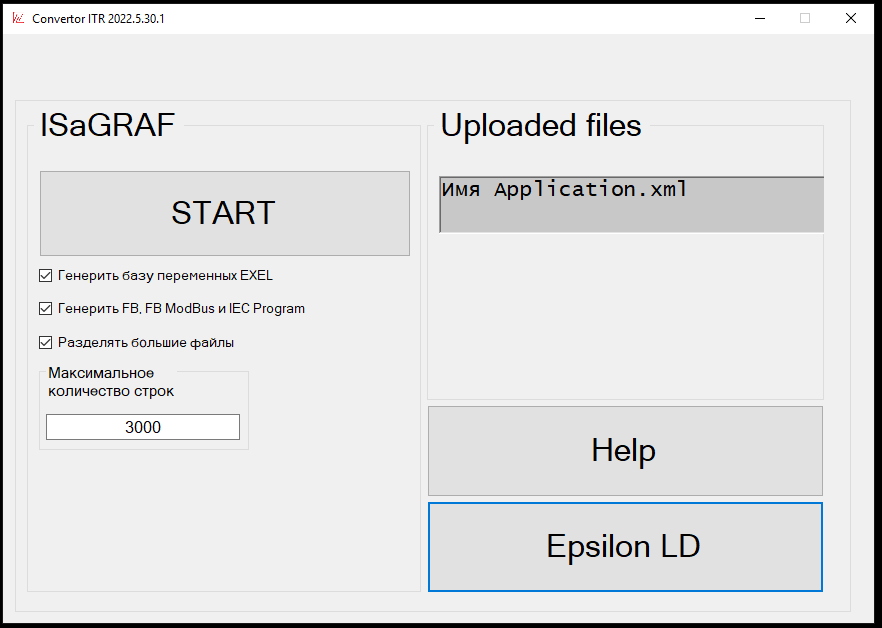 Convertor ITR 2022.5.30.1
ISaGRAF
START
Генерить базу переменных EXEL
Генерить FB, FB ModBus и IEC Program
Разделять большие файлы
Максимальное
количество строк
3000
Uploaded files
Имя Application.xml
Help
Epsilon LD